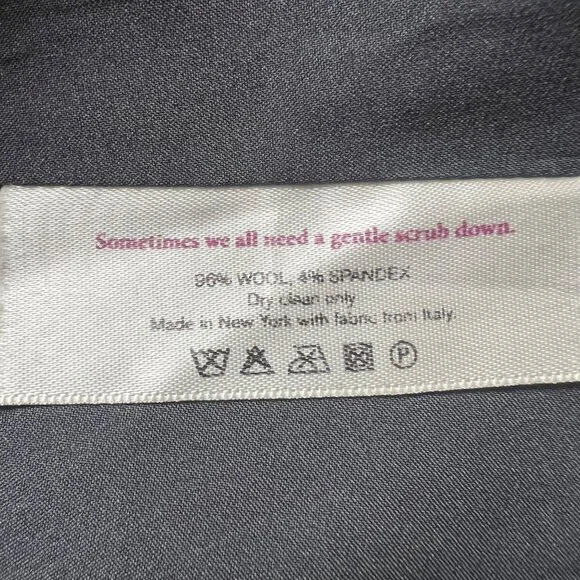 Sometimes we all need a gentle scrub down.
96% WOOL, 4% SPANDEX
Dry clean only
Made in New York with fabric from Italy.
P